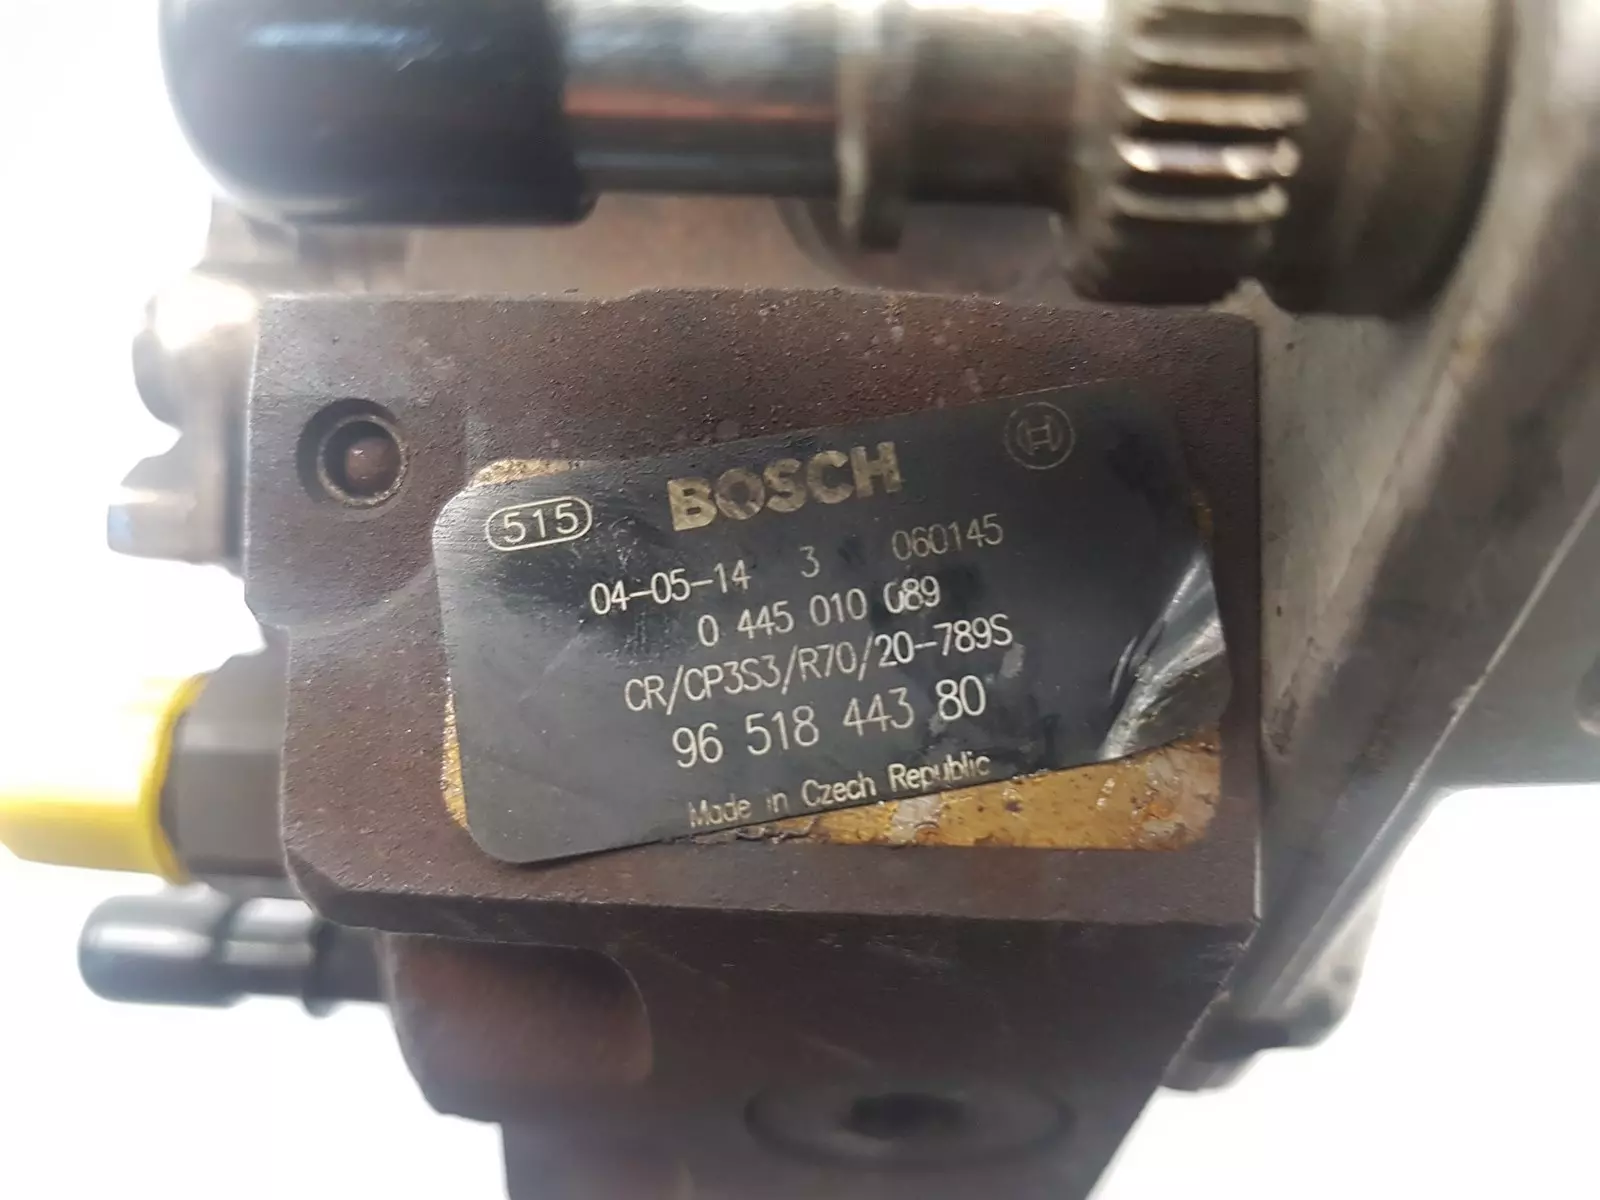 515 BOSCH
04-05-14 3 060145
0 445 010 089
CR/CP3S3/R70/20-789S
96 518 443 80
Made in Czech Republic